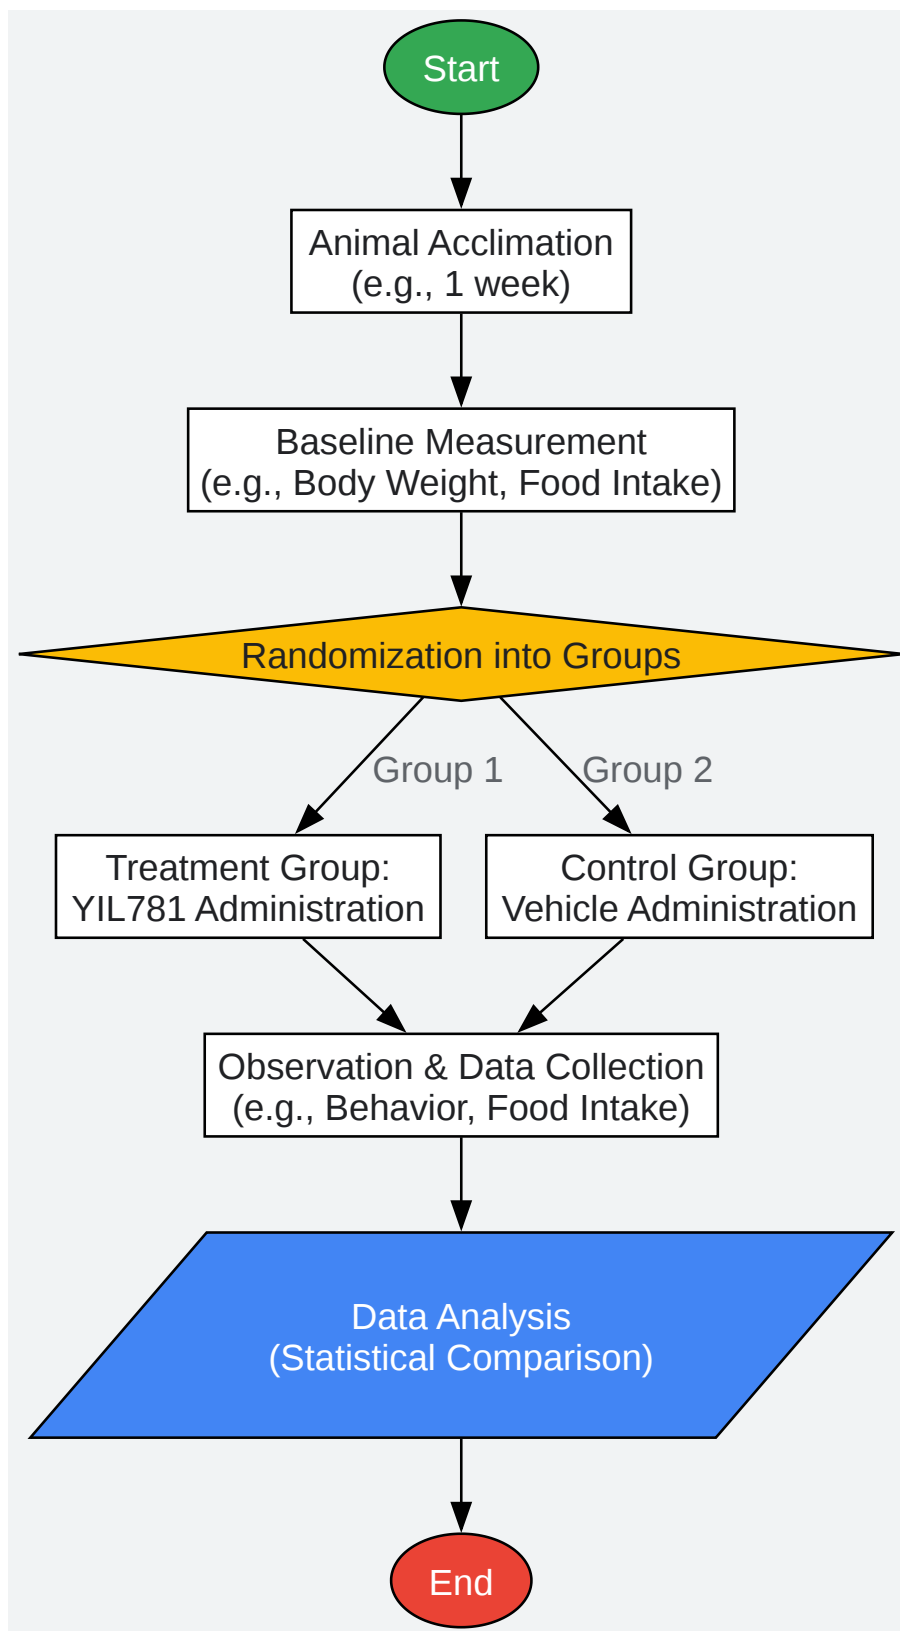 Start
Animal Acclimation
(e.g., 1 week)
Baseline Measurement
(e.g., Body Weight, Food Intake)
Randomization into Groups
Group 1
Group 2
Treatment Group:
YIL781 Administration
Control Group:
Vehicle Administration
Observation & Data Collection
(e.g., Behavior, Food Intake)
Data Analysis
(Statistical Comparison)
End